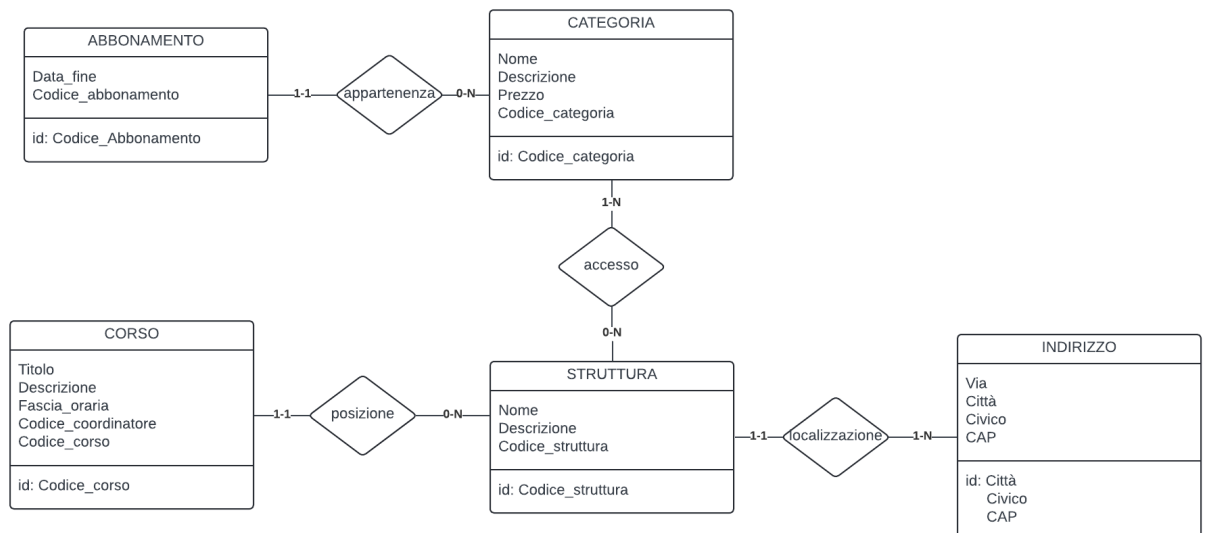 ABBONAMENTO
Data_fine
Codice_abbonamento
id: Codice_Abbonamento
1-1
appartenenza
0-N
CATEGORIA
Nome
Descrizione
Prezzo
Codice_categoria
id: Codice_categoria
1-N
accesso
0-N
CORSO
Titolo
Descrizione
Fascia_oraria
Codice_coordinatore
Codice_corso
id: Codice_corso
1-1
posizione
0-N
STRUTTURA
Nome
Descrizione
Codice_struttura
id: Codice_struttura
1-1
localizzazione
1-N
INDIRIZZO
Via
Città
Civico
CAP
id: Città
Civico
CAP